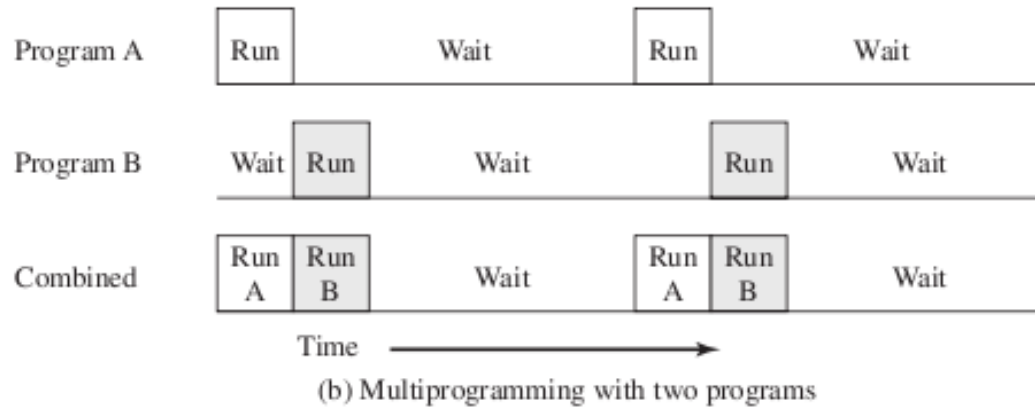 Program A Run Wait Run Wait
Program B Wait Run Wait Run Wait
Combined Run A Run B Wait Run A Run B Wait
Time
(b) Multiprogramming with two programs